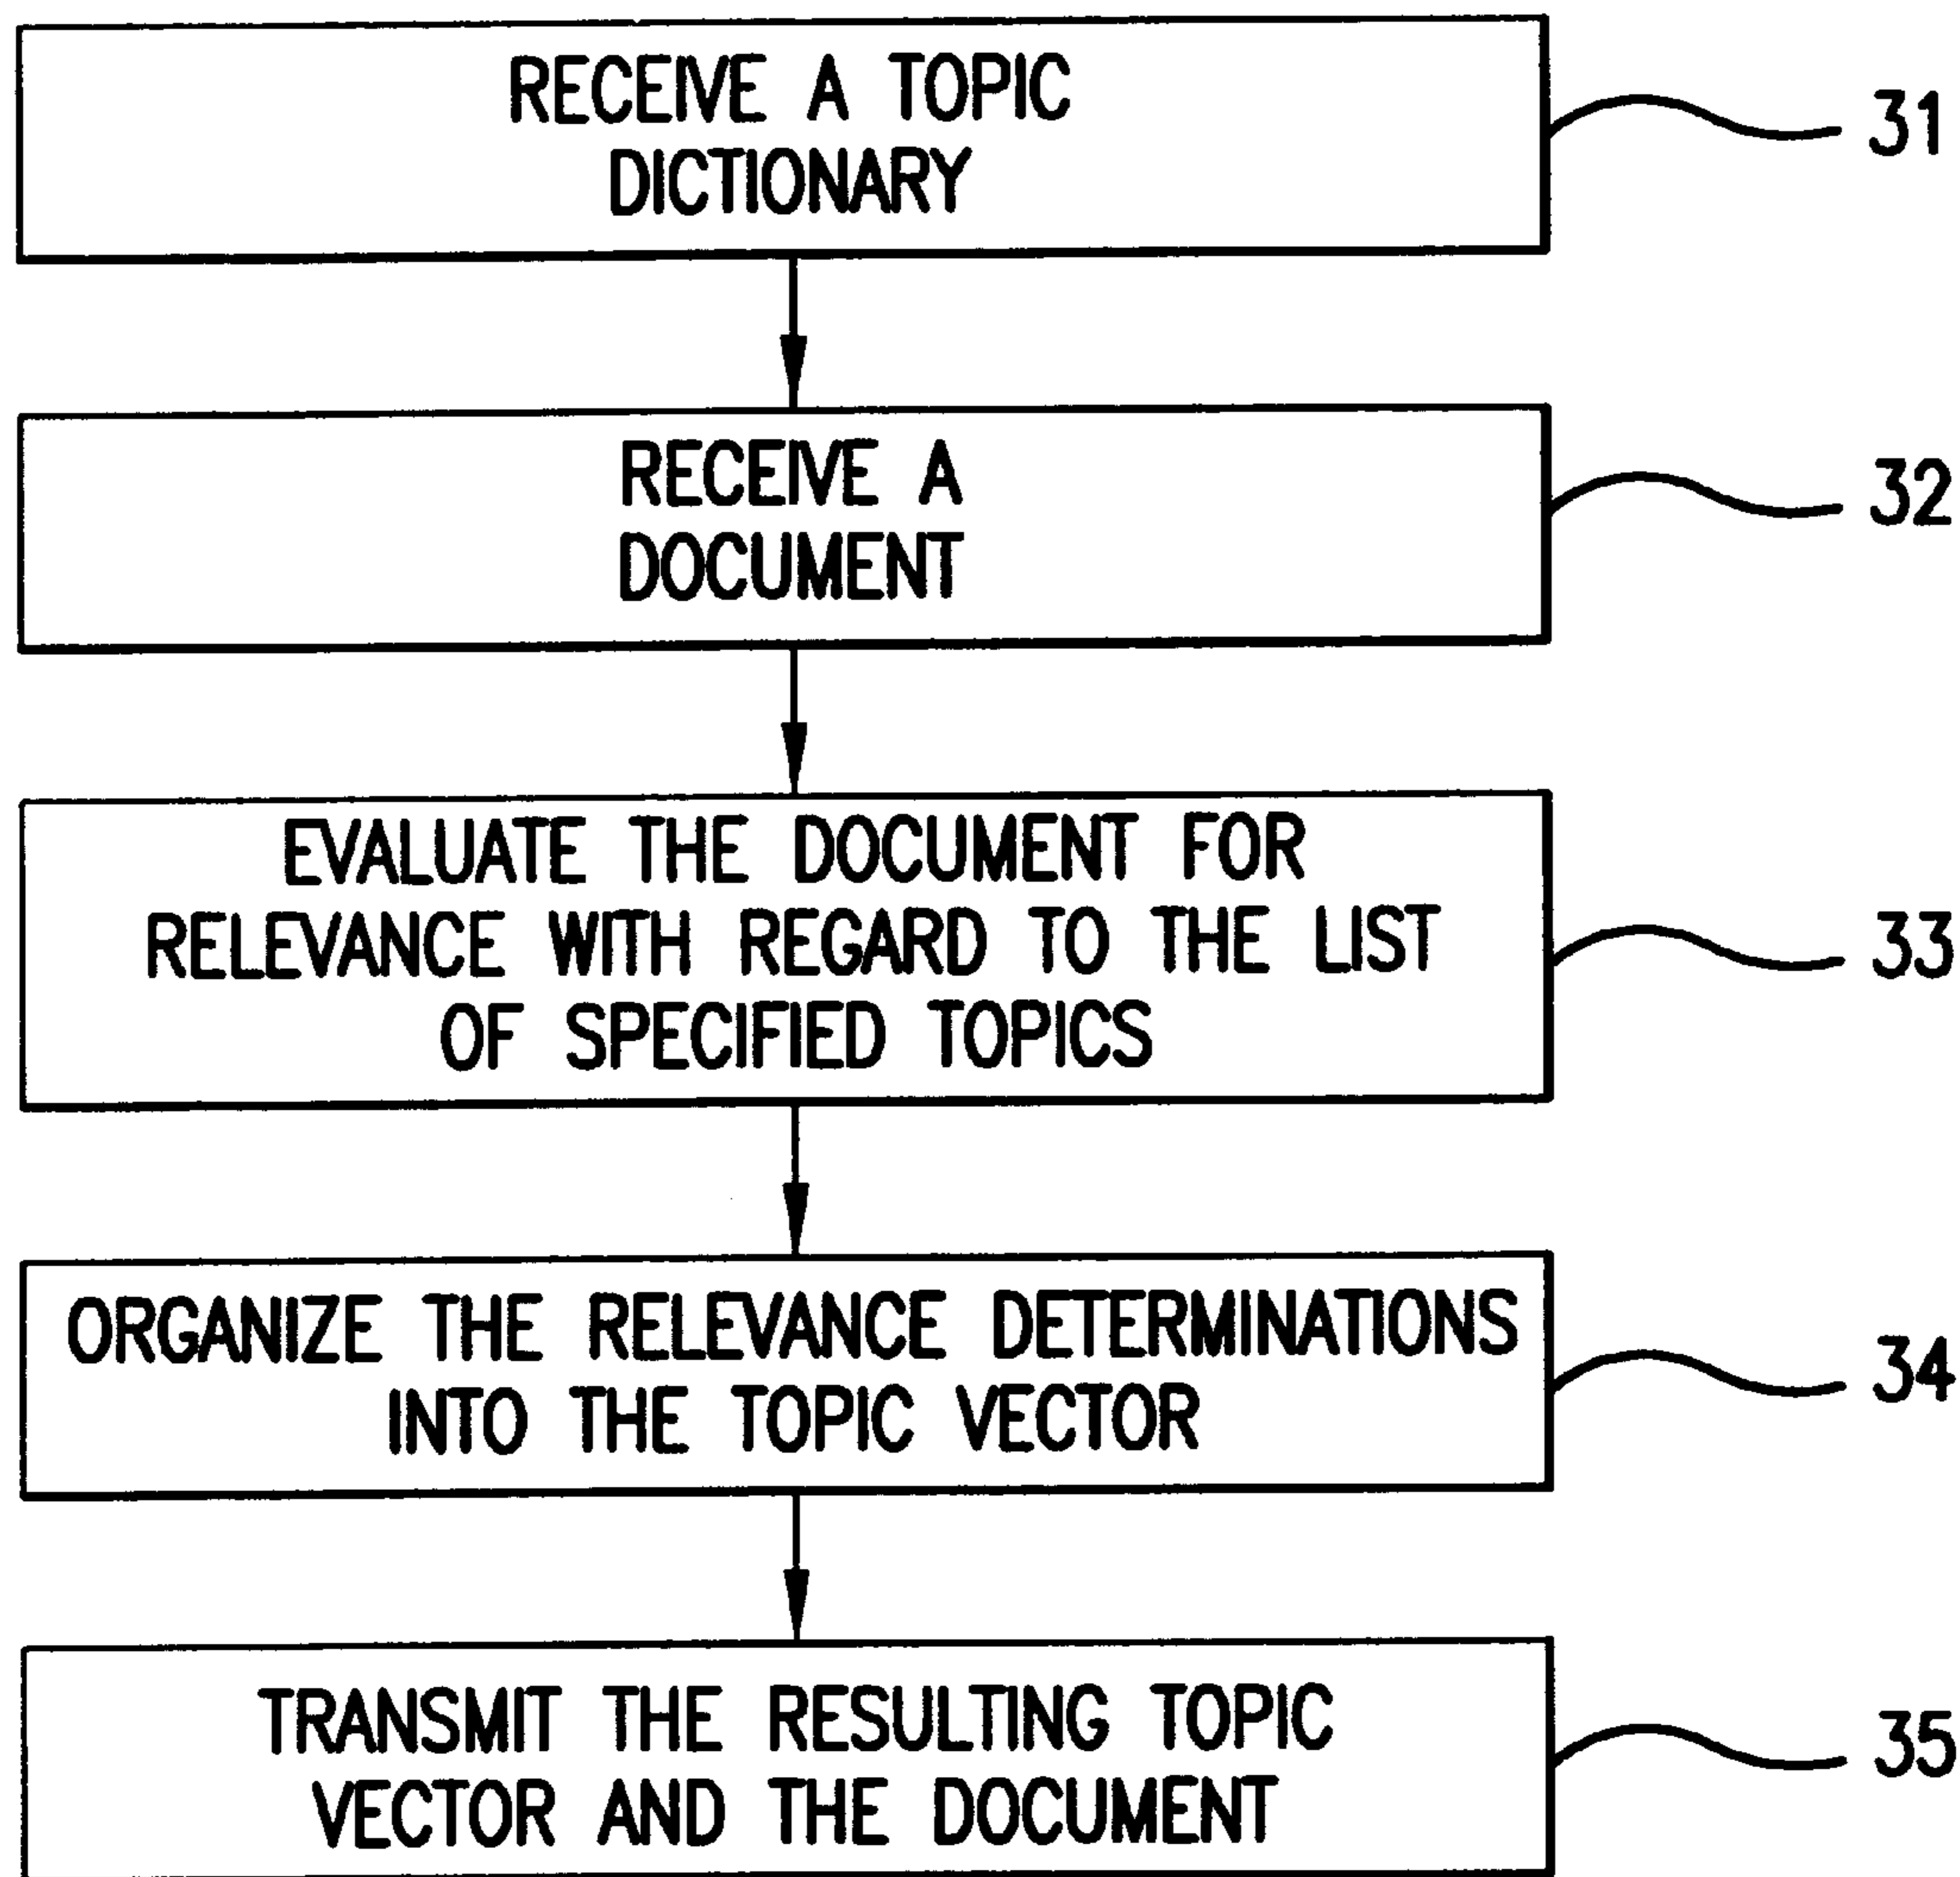 RECEIVE A TOPIC
DICTIONARY
31
RECEIVE A
DOCUMENT
32
EVALUATE THE DOCUMENT FOR
RELEVANCE WITH REGARD TO THE LIST
OF SPECIFIED TOPICS
33
ORGANIZE THE RELEVANCE DETERMINATIONS
INTO THE TOPIC VECTOR
34
TRANSMIT THE RESULTING TOPIC
VECTOR AND THE DOCUMENT
35